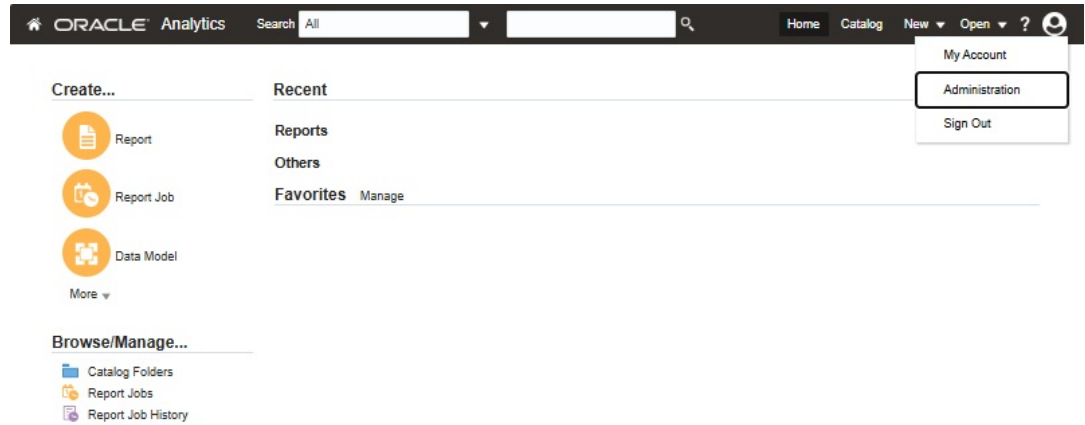 ORACLE Analytics Search All Home Catalog New Open ?
My Account
Administration
Sign Out
Create...
Report
Report Job
Data Model
More
Browse/Manage...
Catalog Folders
Report Jobs
Report Job History
Recent
Reports
Others
Favorites Manage